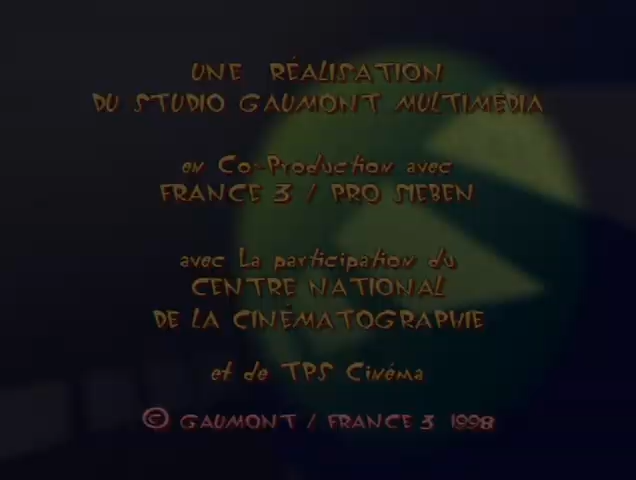 UNE RÉALISATION
DU STUDIO GAUMONT MULTIMÉDIA
en Co-Production avec
FRANCE 3 / PRO SIEBEN
avec La participation du
CENTRE NATIONAL
DE LA CINÉMATOGRAPHIE
et de TPS Cinéma
© GAUMONT / FRANCE 3 1998